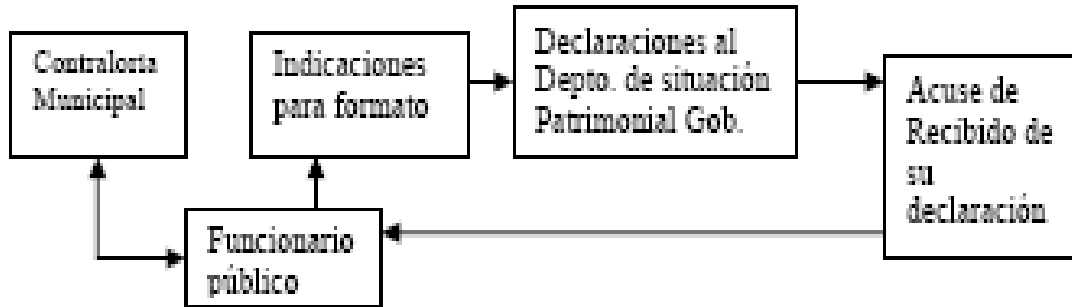 Contraloría
Municipal
Indicaciones
para formato
Declaraciones al
Depto. de situación
Patrimonial Gob.
Acuse de
Recibido de
su
declaración
Funcionario
público